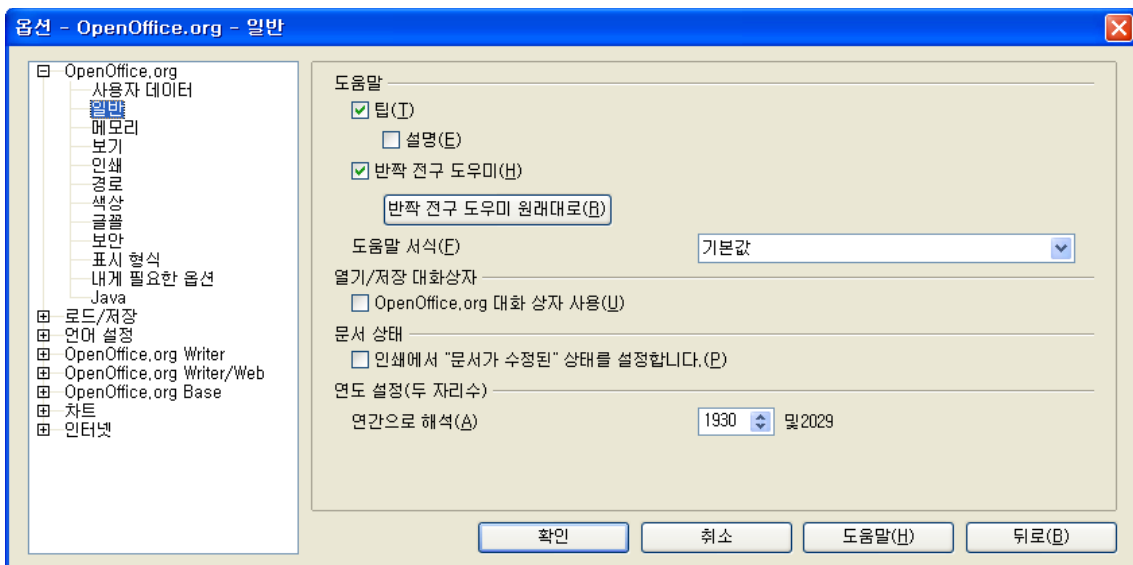 옵션 - OpenOffice.org - 일반
OpenOffice.org
사용자 데이터
일반
메모리
보기
인쇄
경로
색상
글꼴
보안
표시 형식
내게 필요한 옵션
Java
로드/저장
언어 설정
OpenOffice.org Writer
OpenOffice.org Writer/Web
OpenOffice.org Base
차트
인터넷
도움말
팁(T)
설명(E)
반짝 전구 도우미(H)
반짝 전구 도우미 원래대로(R)
도움말 서식(F) 기본값
열기/저장 대화상자
OpenOffice.org 대화 상자 사용(U)
문서 상태
인쇄에서 "문서가 수정된" 상태를 설정합니다.(P)
연도 설정(두 자리수)
연간으로 해석(A) 1930 및2029
확인 취소 도움말(H) 뒤로(B)